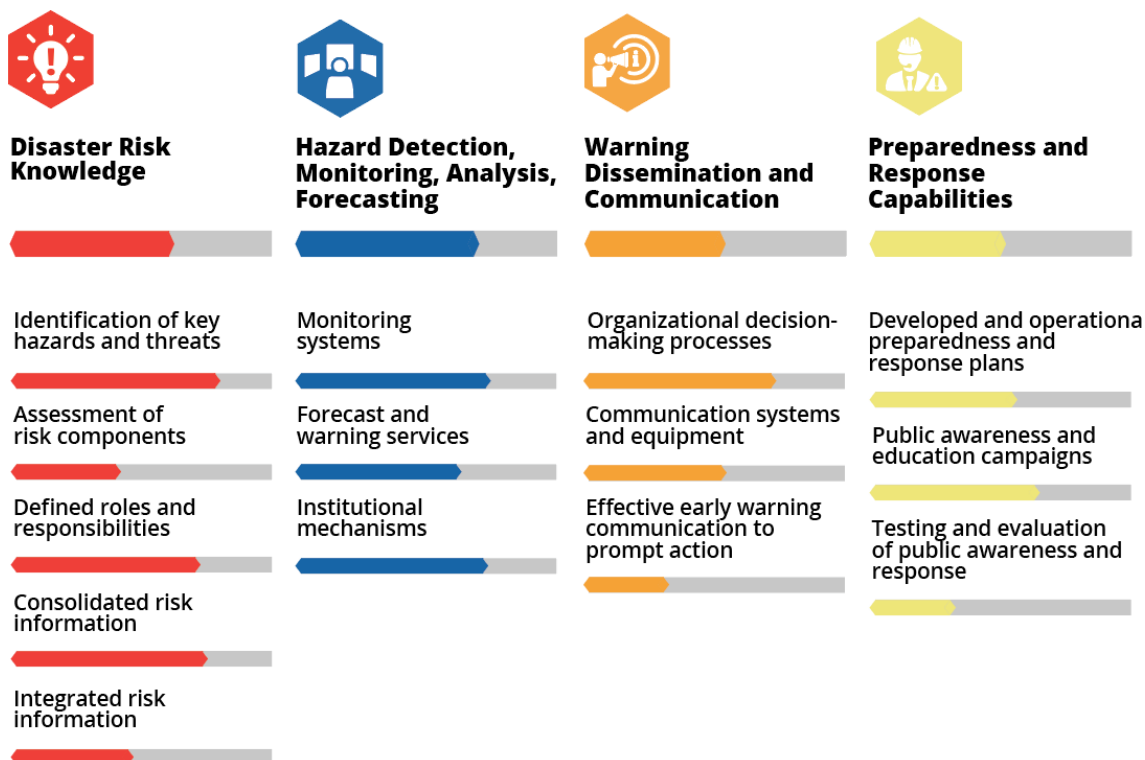 Disaster Risk
Knowledge
Identification of key
hazards and threats
Assessment of
risk components
Defined roles and
responsibilities
Consolidated risk
information
Integrated risk
information
Hazard Detection,
Monitoring, Analysis,
Forecasting
Monitoring
systems
Forecast and
warning services
Institutional
mechanisms
Warning
Dissemination and
Communication
Organizational decision-
making processes
Communication systems
and equipment
Effective early warning
communication to
prompt action
Preparedness and
Response
Capabilities
Developed and operationa
preparedness and
response plans
Public awareness and
education campaigns
Testing and evaluation
of public awareness and
response